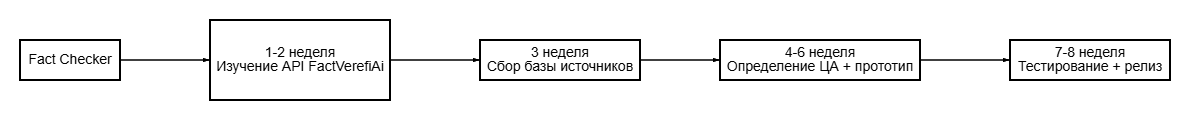 Fact Checker
1-2 неделя
Изучение API FactVerefiAi
3 неделя
Сбор базы источников
4-6 неделя
Определение ЦА + прототип
7-8 неделя
Тестирование + релиз